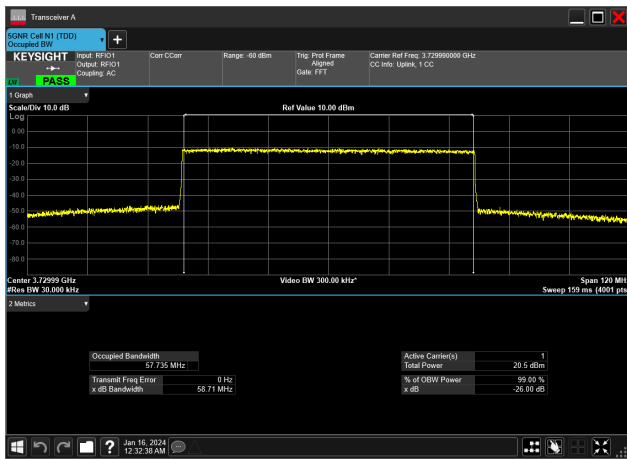 Transceiver A
5GNR Cell N1 (TDD)
Occupied BW
KEYSIGHT
Input: RFIO1
Output: RFIO1
Coupling: AC
Corr CCorr
Range: -60 dBm
Trig: Prot Frame
Aligned
Gate: FFT
Carrier Ref Freq: 3.729990000 GHz
CC Info: Uplink, 1 CC
PASS
1 Graph
Scale/Div 10.0 dB
Ref Value 10.00 dBm
Log
0.00
-10.0
-20.0
-30.0
-40.0
-50.0
-60.0
-70.0
-80.0
Center 3.72999 GHz
Video BW 300.00 kHz*
Span 120 MH
#Res BW 30.000 kHz
Sweep 159 ms (4001 pts
2 Metrics
Occupied Bandwidth
57.735 MHz
Transmit Freq Error 0 Hz
x dB Bandwidth 58.71 MHz
Active Carrier(s) 1
Total Power 20.5 dBm
% of OBW Power 99.00 %
x dB -26.00 dB
?
Jan 16, 2024
12:32:38 AM